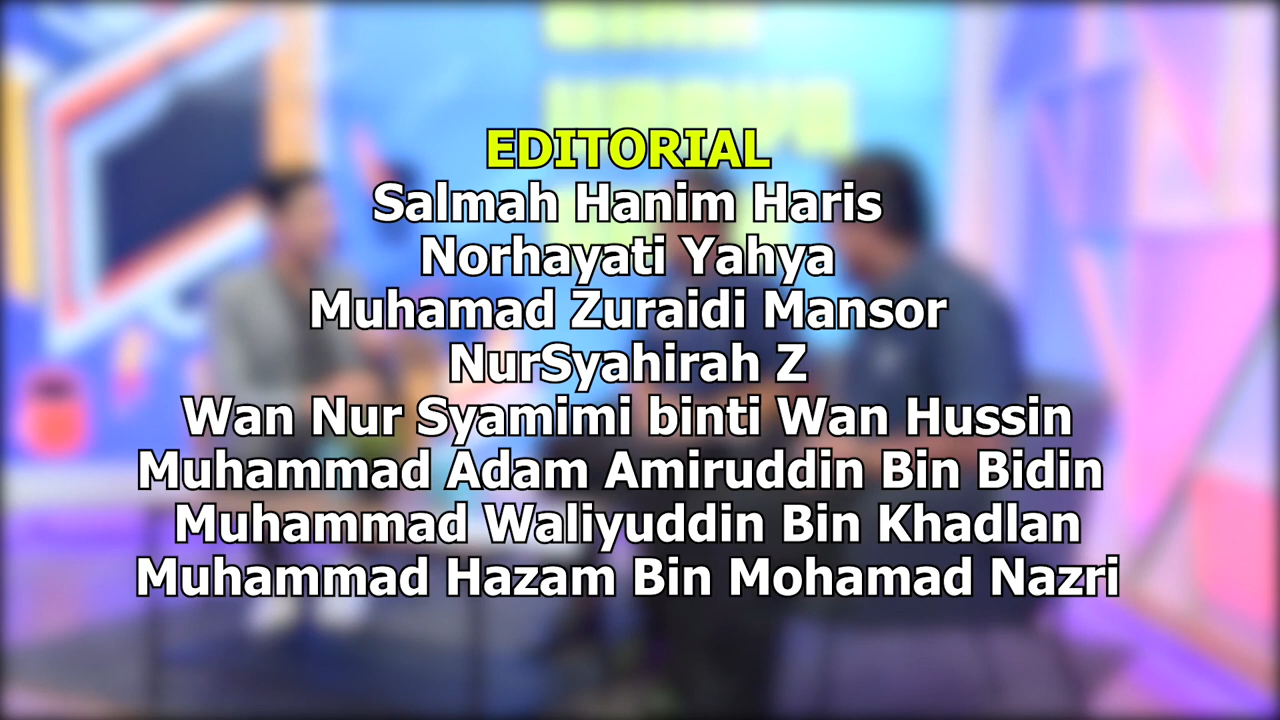 EDITORIAL
Salmah Hanim Haris
Norhayati Yahya
Muhamad Zuraidi Mansor
NurSyahirah Z
Wan Nur Syamimi binti Wan Hussin
Muhammad Adam Amiruddin Bin Bidin
Muhammad Waliyuddin Bin Khadlan
Muhammad Hazam Bin Mohamad Nazri